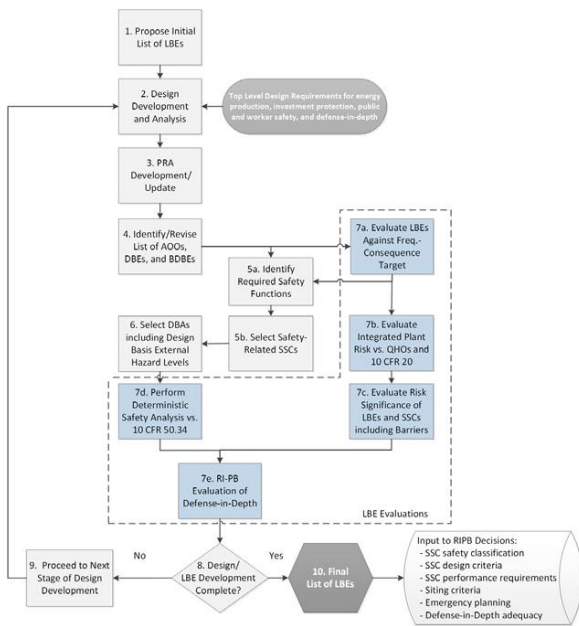 1. Propose Initial
List of LBEs
2. Design
Development
and Analysis
Top Level Design Requirements for energy
production, investment protection, public
and worker safety, and defense-in-depth
3. PRA
Development/
Update
4. Identify/Revise
List of AOOs,
DBEs, and BDBEs
7a. Evaluate LBEs
Against Freq.-
Consequence
Target
5a. Identify
Required Safety
Functions
6. Select DBAs
including Design
Basis External
Hazard Levels
5b. Select Safety-
Related SSCs
7b. Evaluate
Integrated Plant
Risk vs. QHOs and
10 CFR 20
7d. Perform
Deterministic
Safety Analysis vs.
10 CFR 50.34
7c. Evaluate Risk
Significance of
LBEs and SSCs
including Barriers
7e. RI-PB
Evaluation of
Defense-in-Depth
LBE Evaluations
9. Proceed to Next
Stage of Design
Development
No
8. Design/
LBE Development
Complete?
Yes
10. Final
List of LBEs
Input to RIPB Decisions:
- SSC safety classification
- SSC design criteria
- SSC performance requirements
- Siting criteria
- Emergency planning
- Defense-in-Depth adequacy